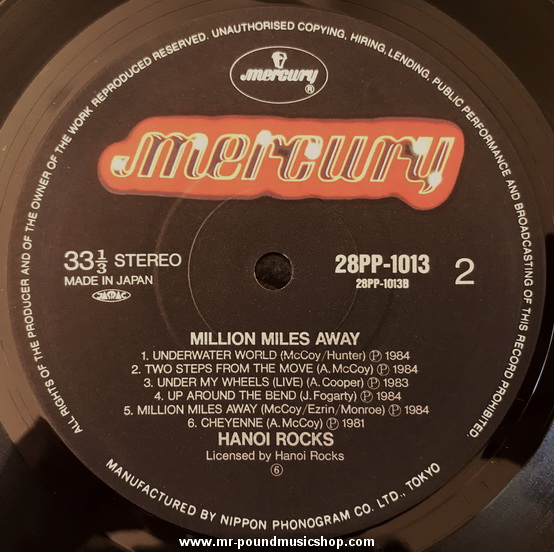 ALL RIGHTS OF THE PRODUCER AND OF THE OWNER OF THE WORK REPRODUCED RESERVED. UNAUTHORISED COPYING, HIRING, LENDING, PUBLIC PERFORMANCE AND BROADCASTING OF THIS RECORD PROHIBITED.
mercury
®
mercury
33 1/3 STEREO
MADE IN JAPAN
JASRAC
28PP-1013
28PP-1013B
2
MILLION MILES AWAY
1. UNDERWATER WORLD (McCoy/Hunter) Ⓟ 1984
2. TWO STEPS FROM THE MOVE (A.McCoy) Ⓟ 1984
3. UNDER MY WHEELS (LIVE) (A.Cooper) Ⓟ 1983
4. UP AROUND THE BEND (J.Fogarty) Ⓟ 1984
5. MILLION MILES AWAY (McCoy/Ezrin/Monroe) Ⓟ 1984
6. CHEYENNE (A.McCoy) Ⓟ 1981
HANOI ROCKS
Licensed by Hanoi Rocks
⑥
MANUFACTURED BY NIPPON PHONOGRAM CO. LTD., TOKYO
www.mr-poundmusicshop.com